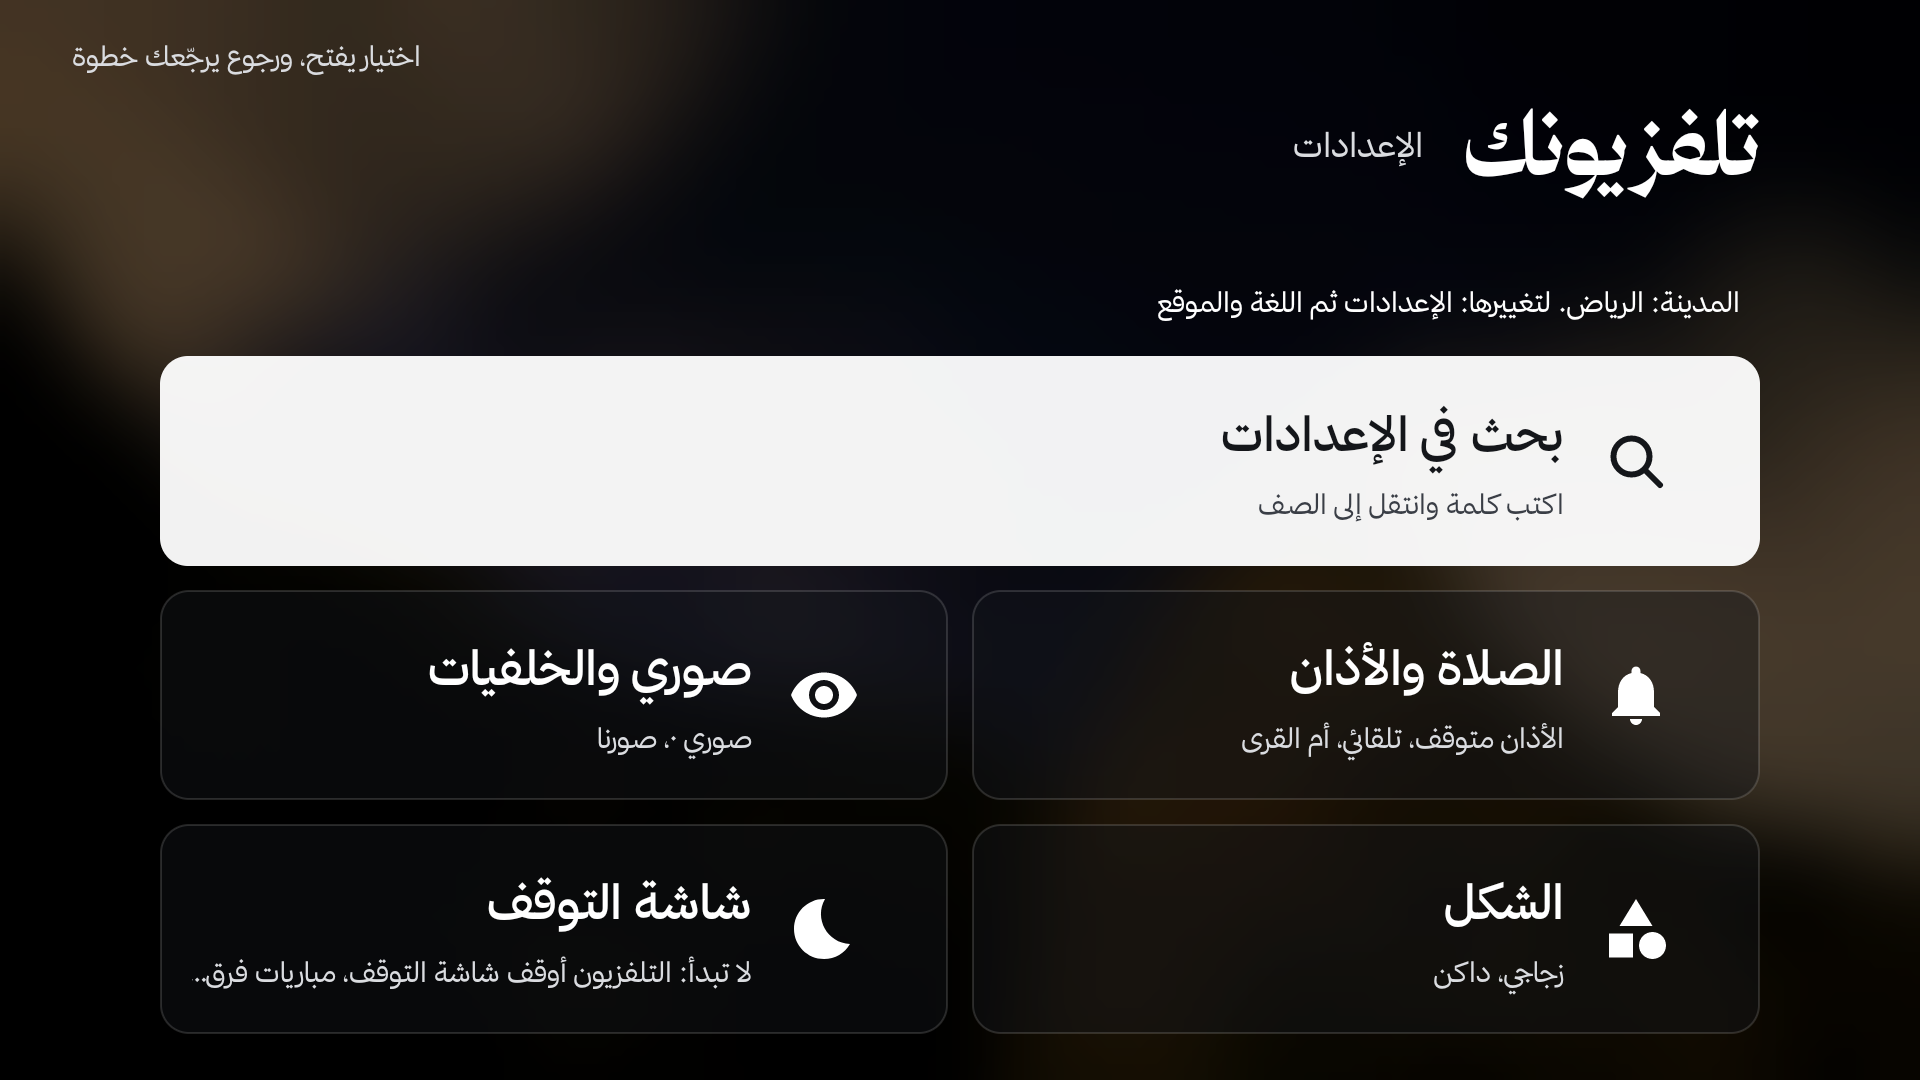 اختيار يفتح، ورجوع يرجّعك خطوة
تلفزيونك
الإعدادات
المدينة: الرياض. لتغييرها: الإعدادات ثم اللغة والموقع
بحث في الإعدادات
اكتب كلمة وانتقل إلى الصف
الصلاة والأذان
الأذان متوقف، تلقائي، أم القرى
صوري والخلفيات
صوري ٠، صورنا
الشكل
زجاجي، داكن
شاشة التوقف
لا تبدأ: التلفزيون أوقف شاشة التوقف، مباريات فرق...